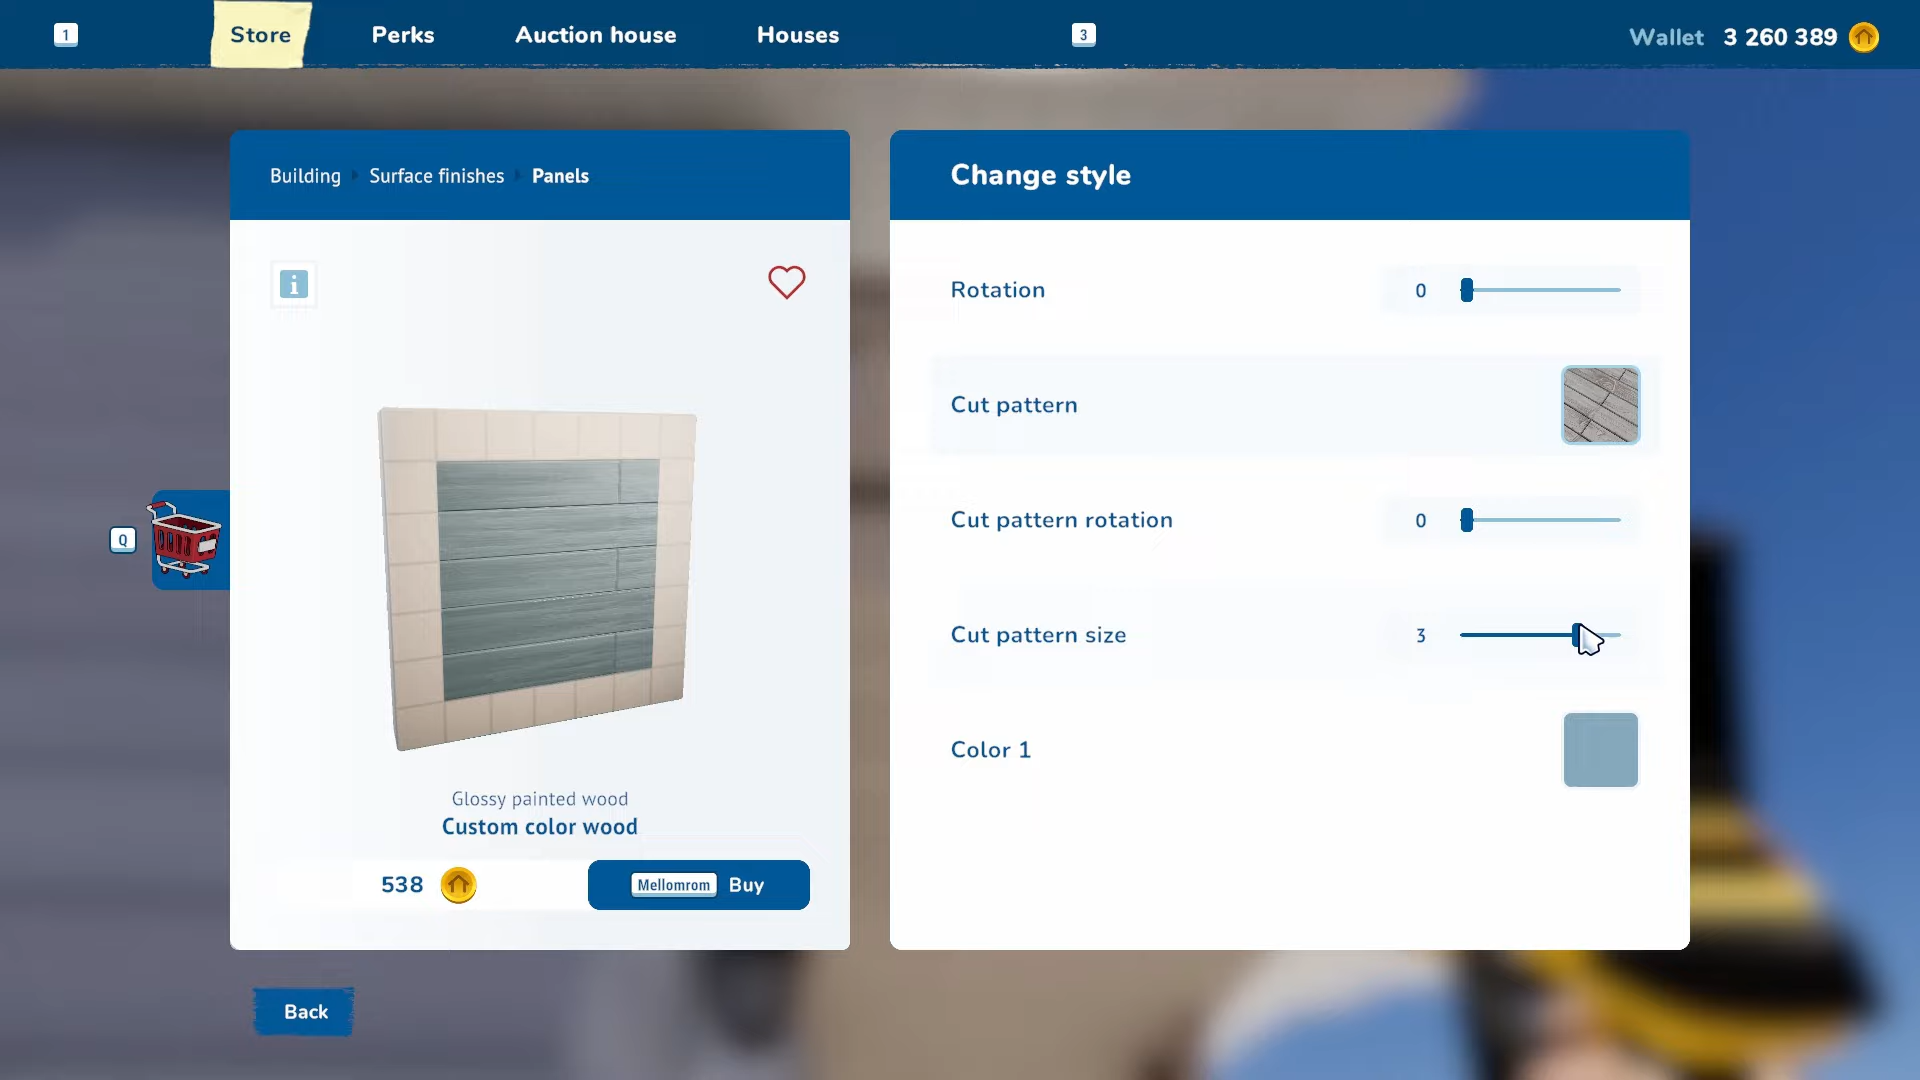 1 Store Perks Auction house Houses 3 Wallet 3 260 389
Building Surface finishes Panels
i
Q
Glossy painted wood
Custom color wood
538 Mellomrom Buy
Back
Change style
Rotation 0
Cut pattern
Cut pattern rotation 0
Cut pattern size 3
Color 1